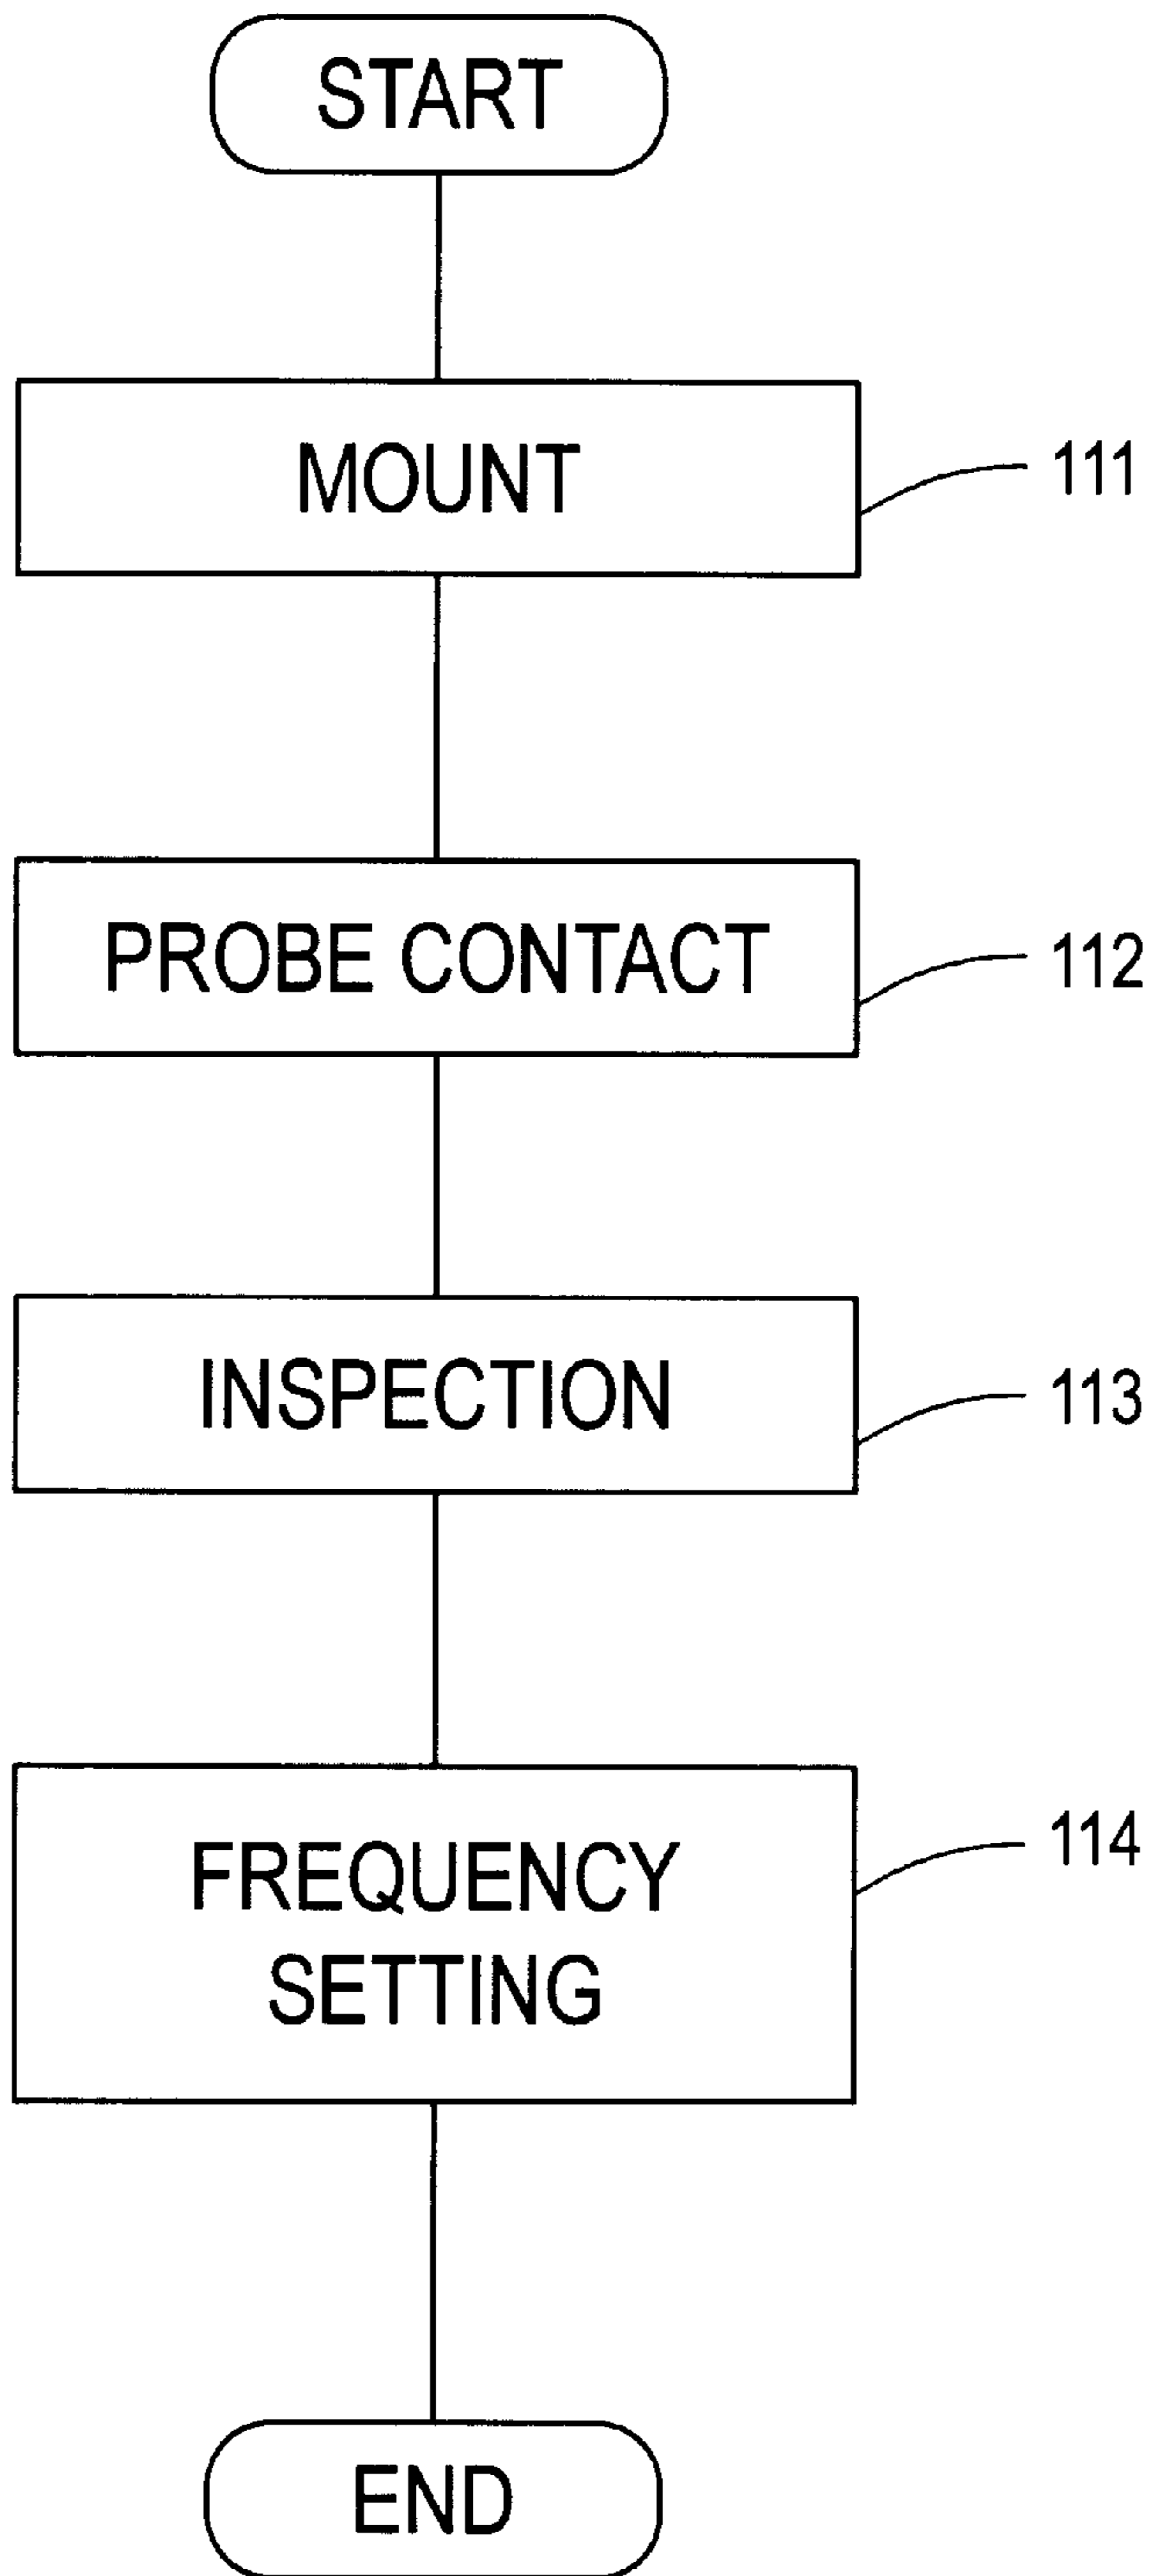 START
MOUNT
111
PROBE CONTACT
112
INSPECTION
113
FREQUENCY
SETTING
114
END